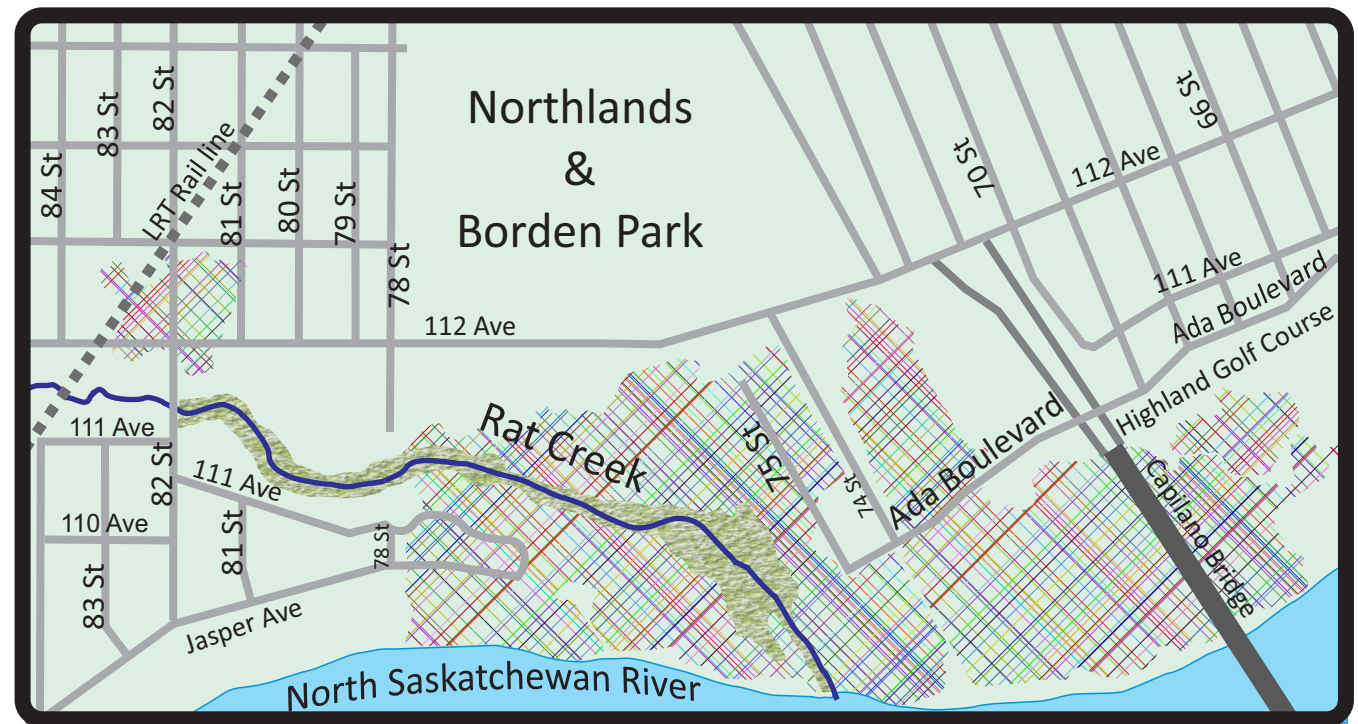 82 St
83 St
84 St
LRT Rail line
81 St
80 St
79 St
78 St
Northlands
&
Borden Park
70 St
66 St
112 Ave
111 Ave
Ada Boulevard
Highland Golf Course
112 Ave
Rat Creek
75 St
74 St
Ada Boulevard
Capilano Bridge
111 Ave
82 St
111 Ave
110 Ave
81 St
78 St
83 St
Jasper Ave
North Saskatchewan River